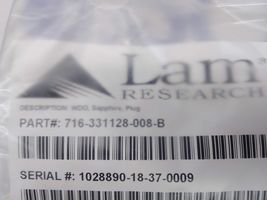 Lam
RESEARCH
DESCRIPTION: WDO, Sapphire, Plug
PART#: 716-331128-008-B
SERIAL #: 1028890-18-37-0009